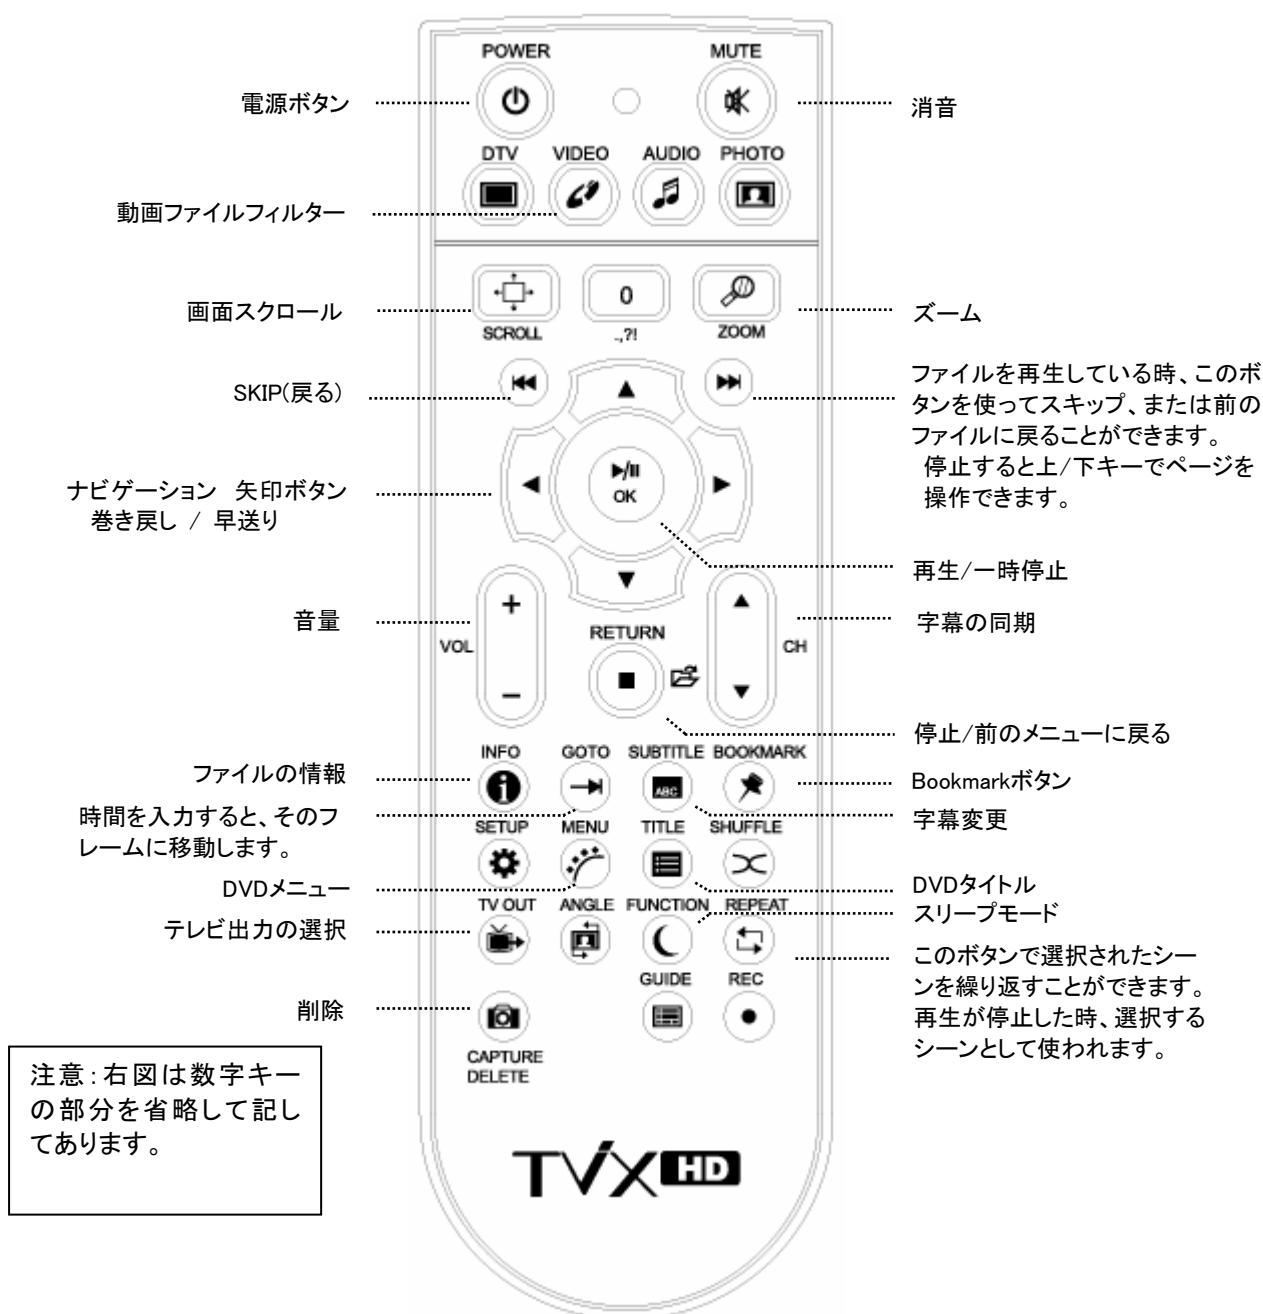 POWER MUTE
電源ボタン
消音
DTV VIDEO AUDIO PHOTO
動画ファイルフィルター
画面スクロール
0
ズーム
SCROLL .,?! ZOOM
SKIP(戻る)
ファイルを再生している時、このボ
タンを使ってスキップ、または前の
ファイルに戻ることができます。
停止すると上/下キーでページを
操作できます。
OK
ナビゲーション 矢印ボタン
巻き戻し / 早送り
再生/一時停止
音量
字幕の同期
VOL
+
−
RETURN
CH
停止/前のメニューに戻る
INFO GOTO SUBTITLE BOOKMARK
ファイルの情報
ABC
Bookmarkボタン
時間を入力すると、そのフ
レームに移動します。
字幕変更
SETUP MENU TITLE SHUFFLE
DVDメニュー
DVDタイトル
スリープモード
TV OUT ANGLE FUNCTION REPEAT
テレビ出力の選択
このボタンで選択されたシー
ンを繰り返すことができます。
再生が停止した時、選択する
シーンとして使われます。
GUIDE REC
削除
CAPTURE
DELETE
注意:右図は数字キー
の部分を省略して記し
てあります。
TViX HD